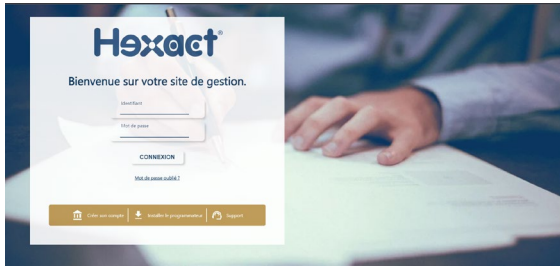 Hexact®
Bienvenue sur votre site de gestion.
Identifiant
Mot de passe
CONNEXION
Mot de passe oublié ?
Créer son compte
Installer le programmateur
Support